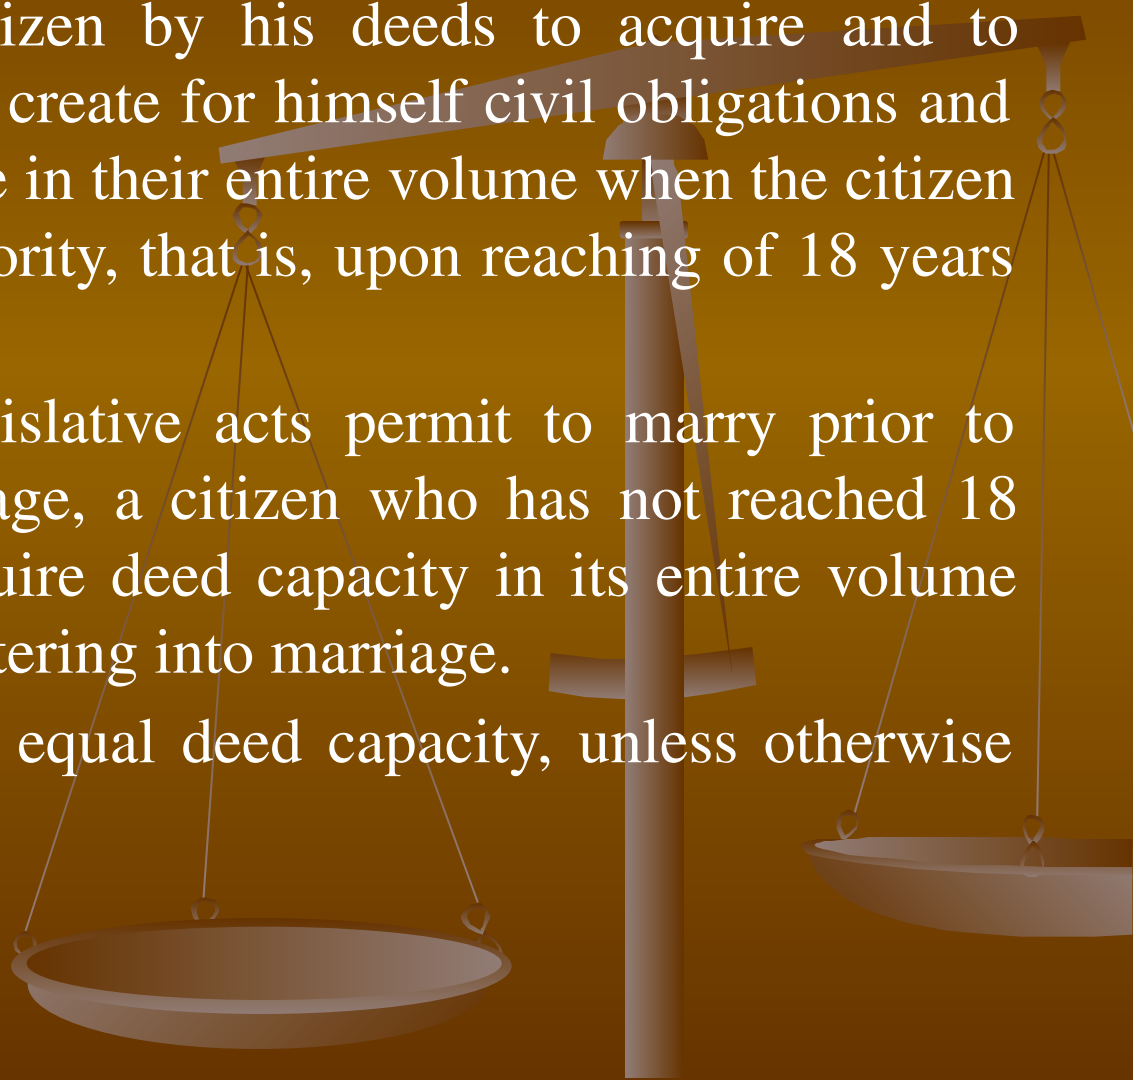 izen by his deeds to acquire and to
create for himself civil obligations and
in their entire volume when the citizen
ority, that is, upon reaching of 18 years
islative acts permit to marry prior to
age, a citizen who has not reached 18
uire deed capacity in its entire volume
tering into marriage.
equal deed capacity, unless otherwise